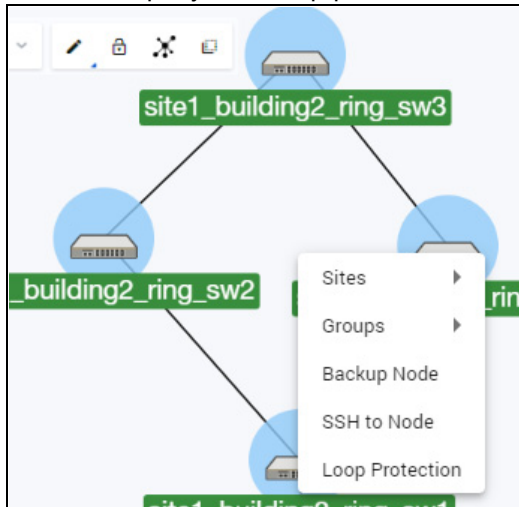 site1_building2_ring_sw3
_building2_ring_sw2
Sites
Groups
Backup Node
SSH to Node
Loop Protection